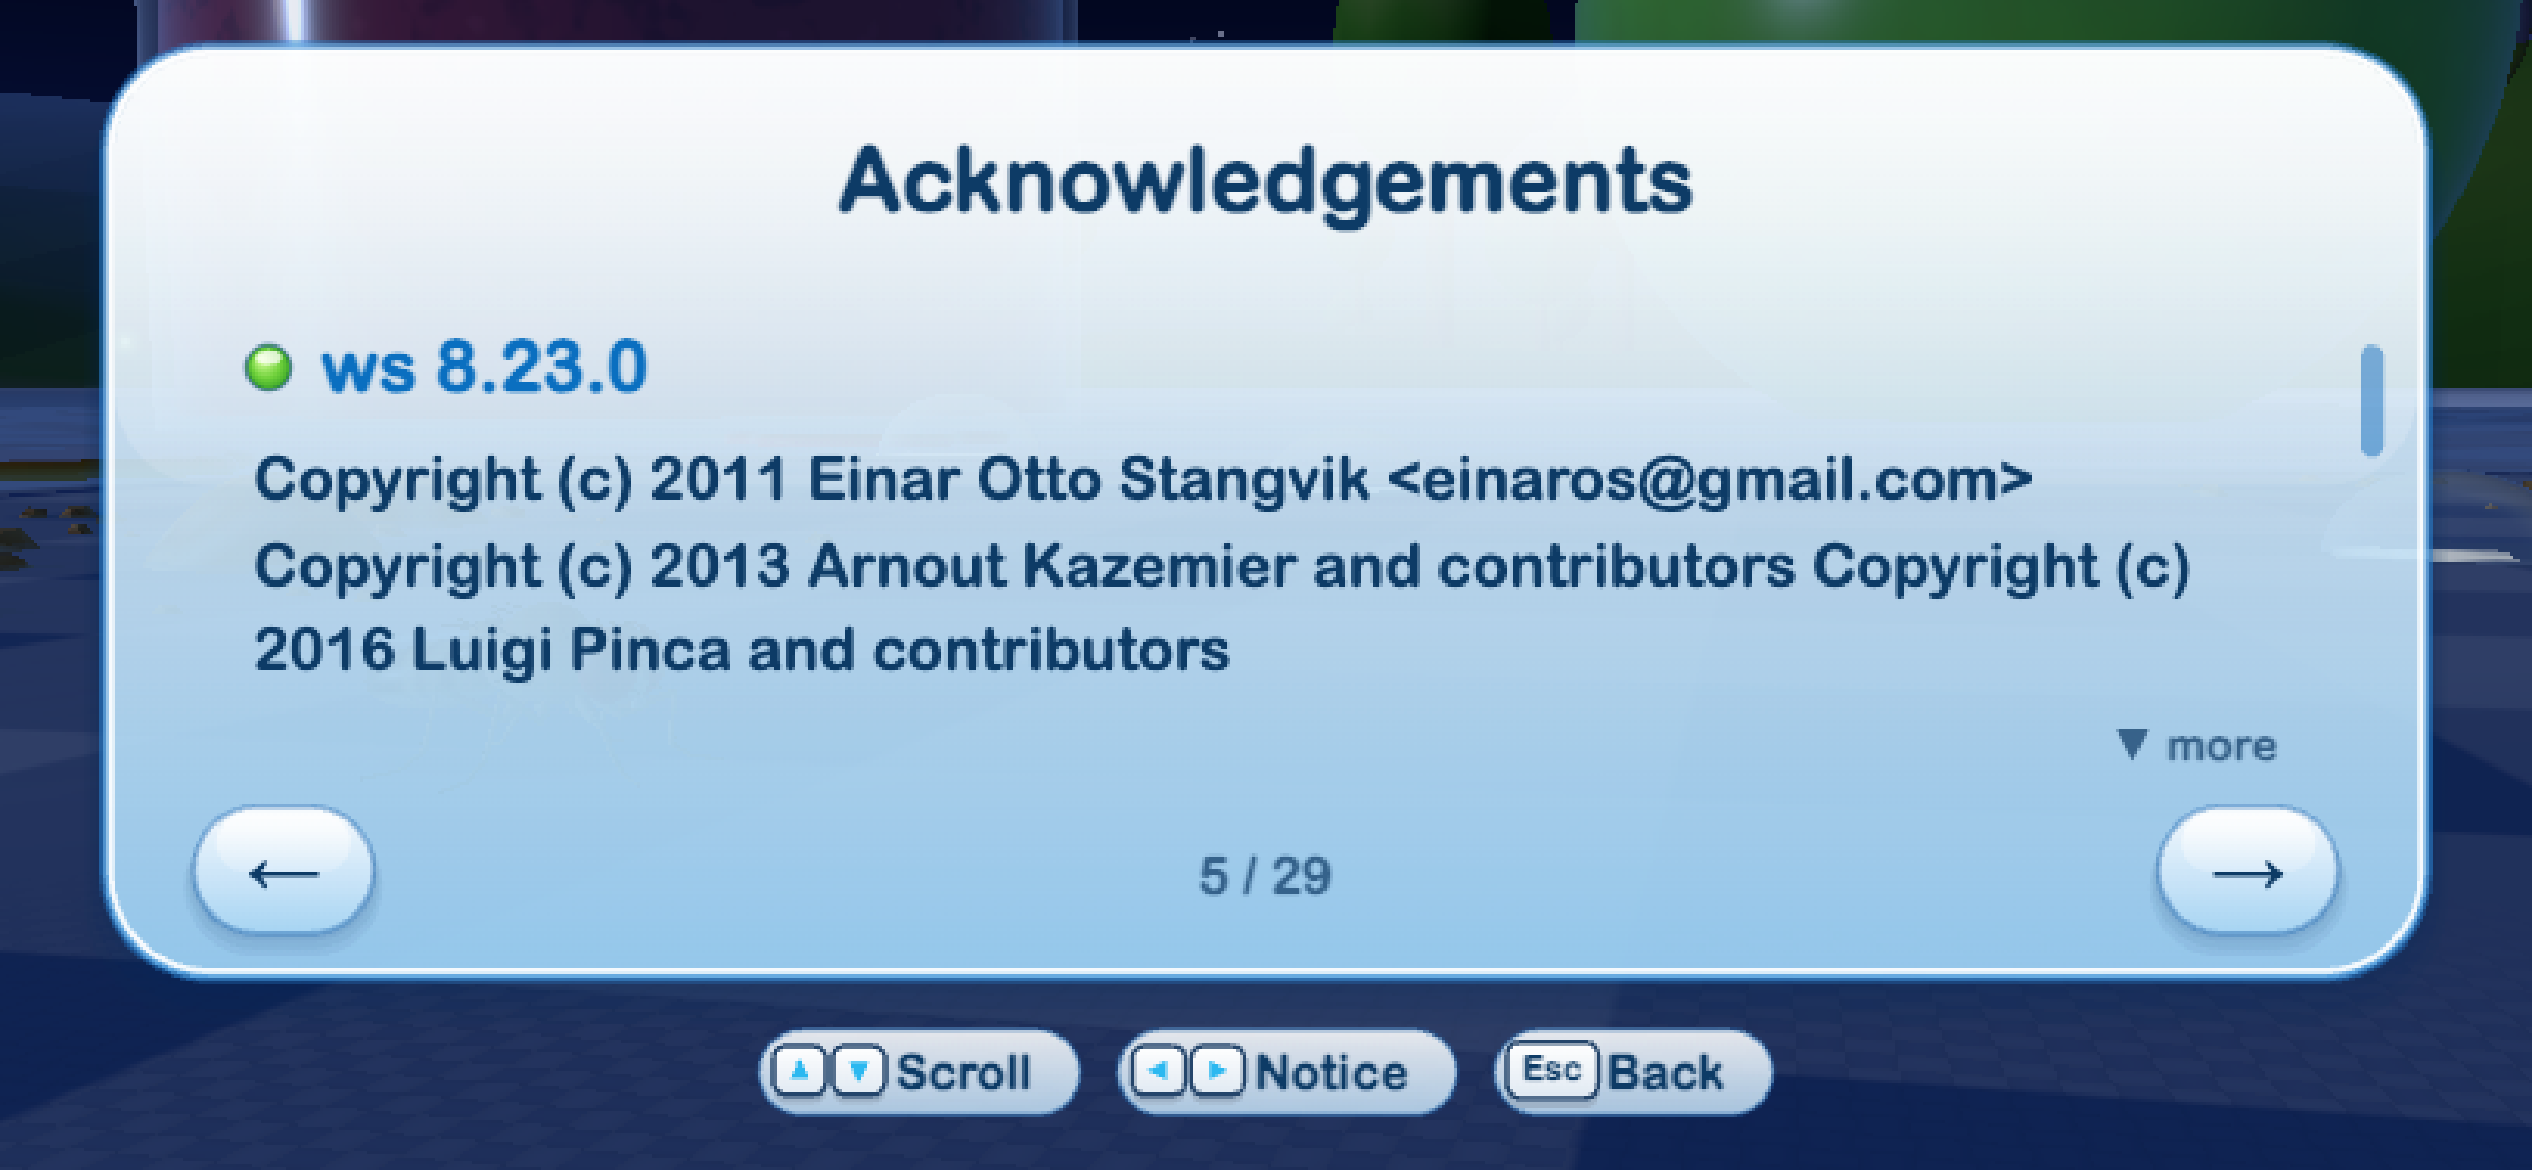 Acknowledgements
ws 8.23.0
Copyright (c) 2011 Einar Otto Stangvik <einaros@gmail.com>
Copyright (c) 2013 Arnout Kazemier and contributors Copyright (c)
2016 Luigi Pinca and contributors
▼ more
← 5 / 29 →
▲ ▼ Scroll ◄ ► Notice Esc Back